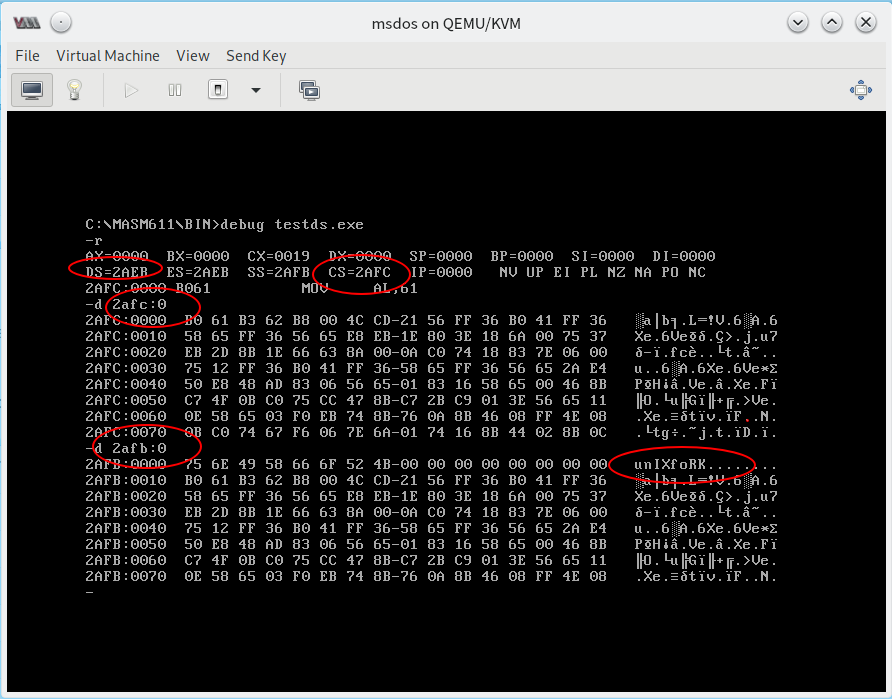 msdos on QEMU/KVM
File Virtual Machine View Send Key
C:\MASM611\BIN>debug testds.exe
-r
AX=0000 BX=0000 CX=0019 DX=0000 SP=0000 BP=0000 SI=0000 DI=0000
DS=2AEB ES=2AEB SS=2AFB CS=2AFC IP=0000 NV UP EI PL NZ NA PO NC
2AFC:0000 B061 MOV AL,61
-d 2afc:0
2AFC:0000 B0 61 B3 62 B8 00 4C CD-21 56 FF 36 B0 41 FF 36 ░a│b╕.L═!V.6░A.6
2AFC:0010 58 65 FF 36 56 65 E8 EB-1E 80 3E 18 6A 00 75 37 Xe.6VeΦδ.Ç>.j.u7
2AFC:0020 EB 2D 8B 1E 66 63 8A 00-0A C0 74 18 83 7E 06 00 δ-ï.fcè..└t.â~..
2AFC:0030 75 12 FF 36 B0 41 FF 36-58 65 FF 36 56 65 2A E4 u..6░A.6Xe.6Ve*Σ
2AFC:0040 50 E8 48 AD 83 06 56 65-01 83 16 58 65 00 46 8B PΦH¡â.Ve.â.Xe.Fï
2AFC:0050 C7 4F 0B C0 75 CC 47 8B-C7 2B C9 01 3E 56 65 11 ╟O.└u╠Gï╟+╔.>Ve.
2AFC:0060 0E 58 65 03 F0 EB 74 8B-76 0A 8B 46 08 FF 4E 08 .Xe.≡δtïv.ïF..N.
2AFC:0070 0B C0 74 67 F6 06 7E 6A-01 74 16 8B 44 02 8B 0C .└tg÷.~j.t.ïD.ï.
-d 2afb:0
2AFB:0000 75 6E 49 58 66 6F 52 4B-00 00 00 00 00 00 00 00 unIXfoRK........
2AFB:0010 B0 61 B3 62 B8 00 4C CD-21 56 FF 36 B0 41 FF 36 ░a│b╕.L═!V.6░A.6
2AFB:0020 58 65 FF 36 56 65 E8 EB-1E 80 3E 18 6A 00 75 37 Xe.6VeΦδ.Ç>.j.u7
2AFB:0030 EB 2D 8B 1E 66 63 8A 00-0A C0 74 18 83 7E 06 00 δ-ï.fcè..└t.â~..
2AFB:0040 75 12 FF 36 B0 41 FF 36-58 65 FF 36 56 65 2A E4 u..6░A.6Xe.6Ve*Σ
2AFB:0050 50 E8 48 AD 83 06 56 65-01 83 16 58 65 00 46 8B PΦH¡â.Ve.â.Xe.Fï
2AFB:0060 C7 4F 0B C0 75 CC 47 8B-C7 2B C9 01 3E 56 65 11 ╟O.└u╠Gï╟+╔.>Ve.
2AFB:0070 0E 58 65 03 F0 EB 74 8B-76 0A 8B 46 08 FF 4E 08 .Xe.≡δtïv.ïF..N.
-